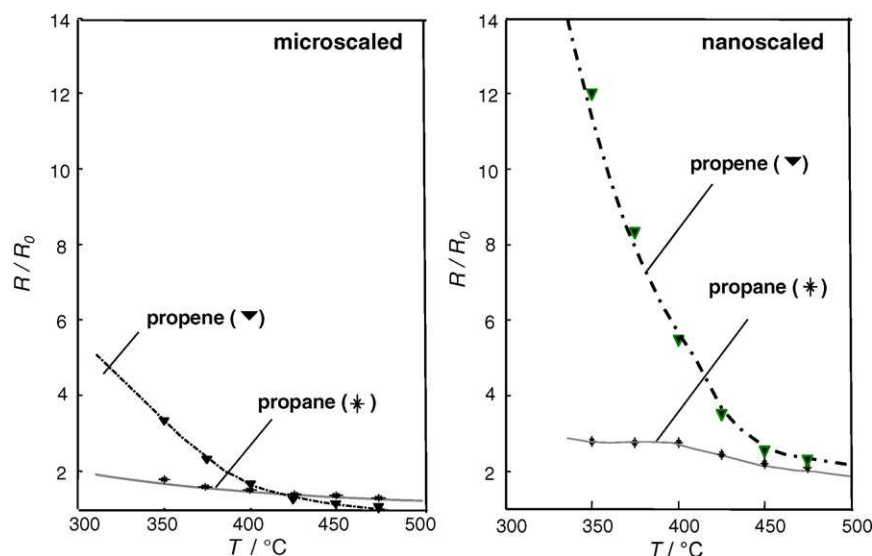 microscaled
14
12
10
8
6
4
2
R / R0
propene (▼)
propane (⁎)
300 350 400 450 500
T / °C
nanoscaled
14
12
10
8
6
4
2
R / R0
propene (▼)
propane (⁎)
300 350 400 450 500
T / °C